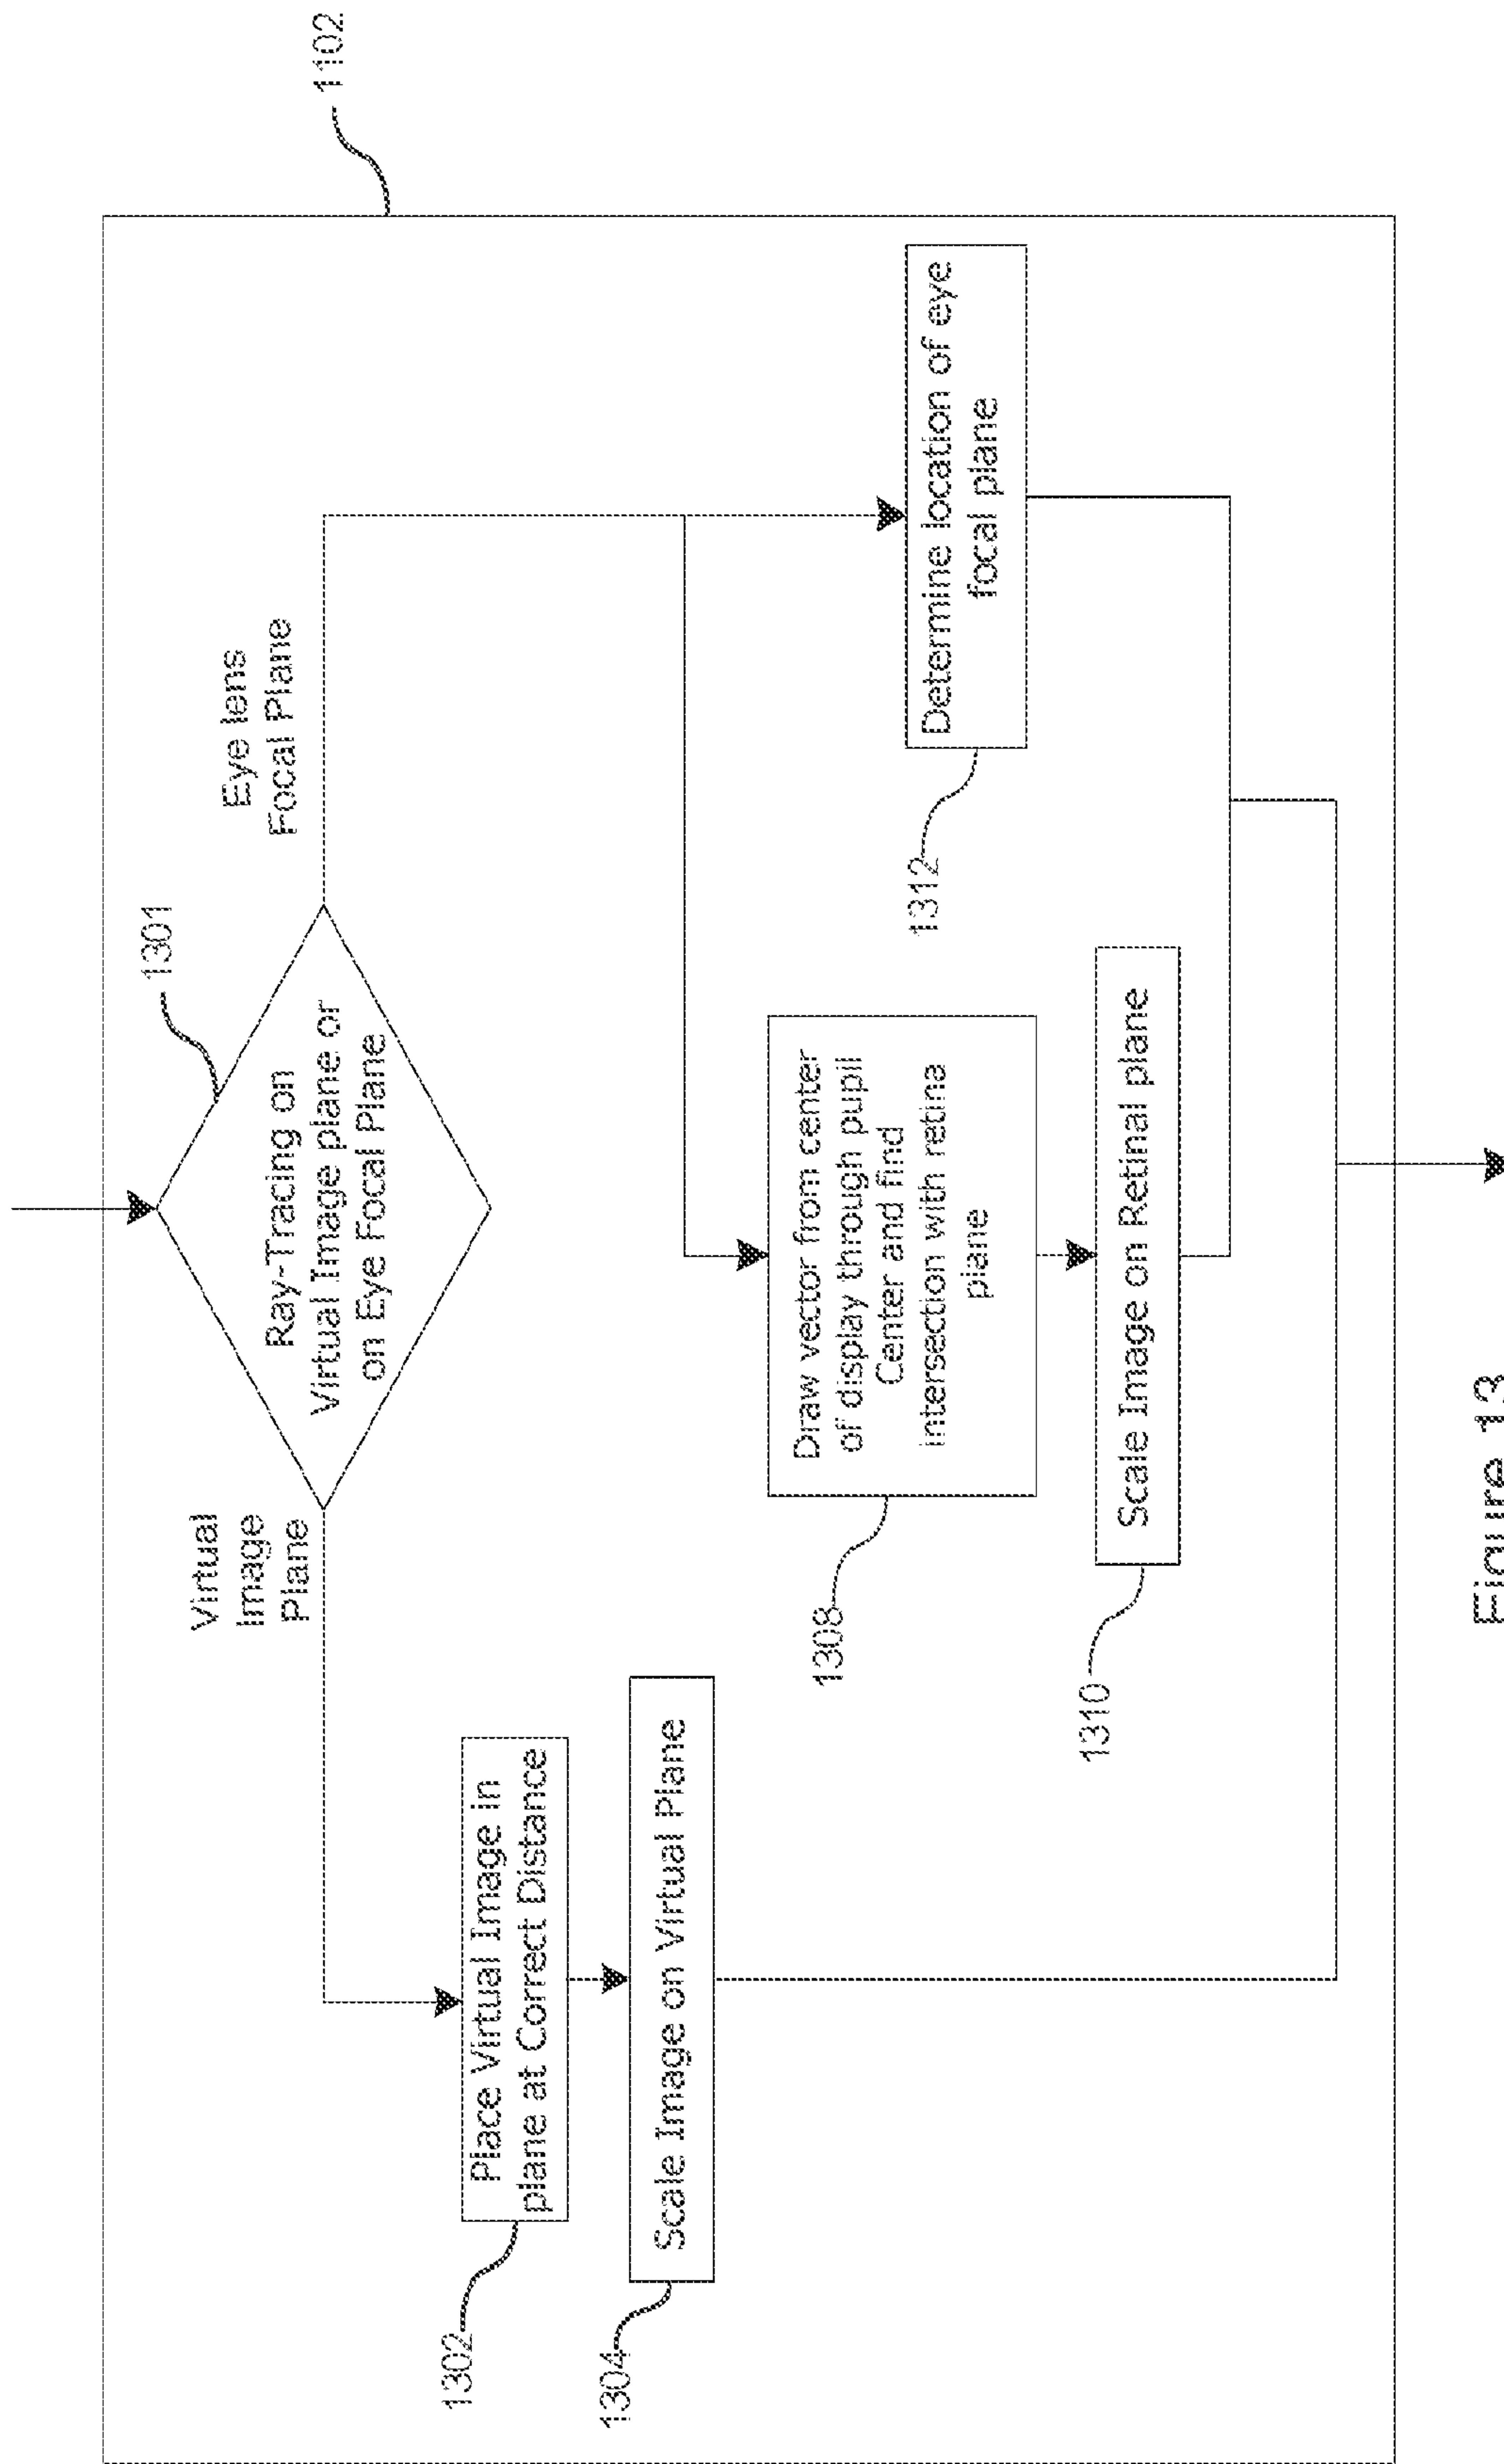 1102
1301
Ray-Tracing on
Virtual Image plane or
on Eye Focal Plane
Virtual
Image
Plane
Eye lens
Focal Plane
1302
Place Virtual Image in
plane at Correct Distance
1304
Scale Image on Virtual Plane
1308
Draw vector from center
of display through pupil
Center and find
intersection with retina
plane
1310
Scale Image on Retinal plane
1312
Determine location of eye
focal plane
Figure 13